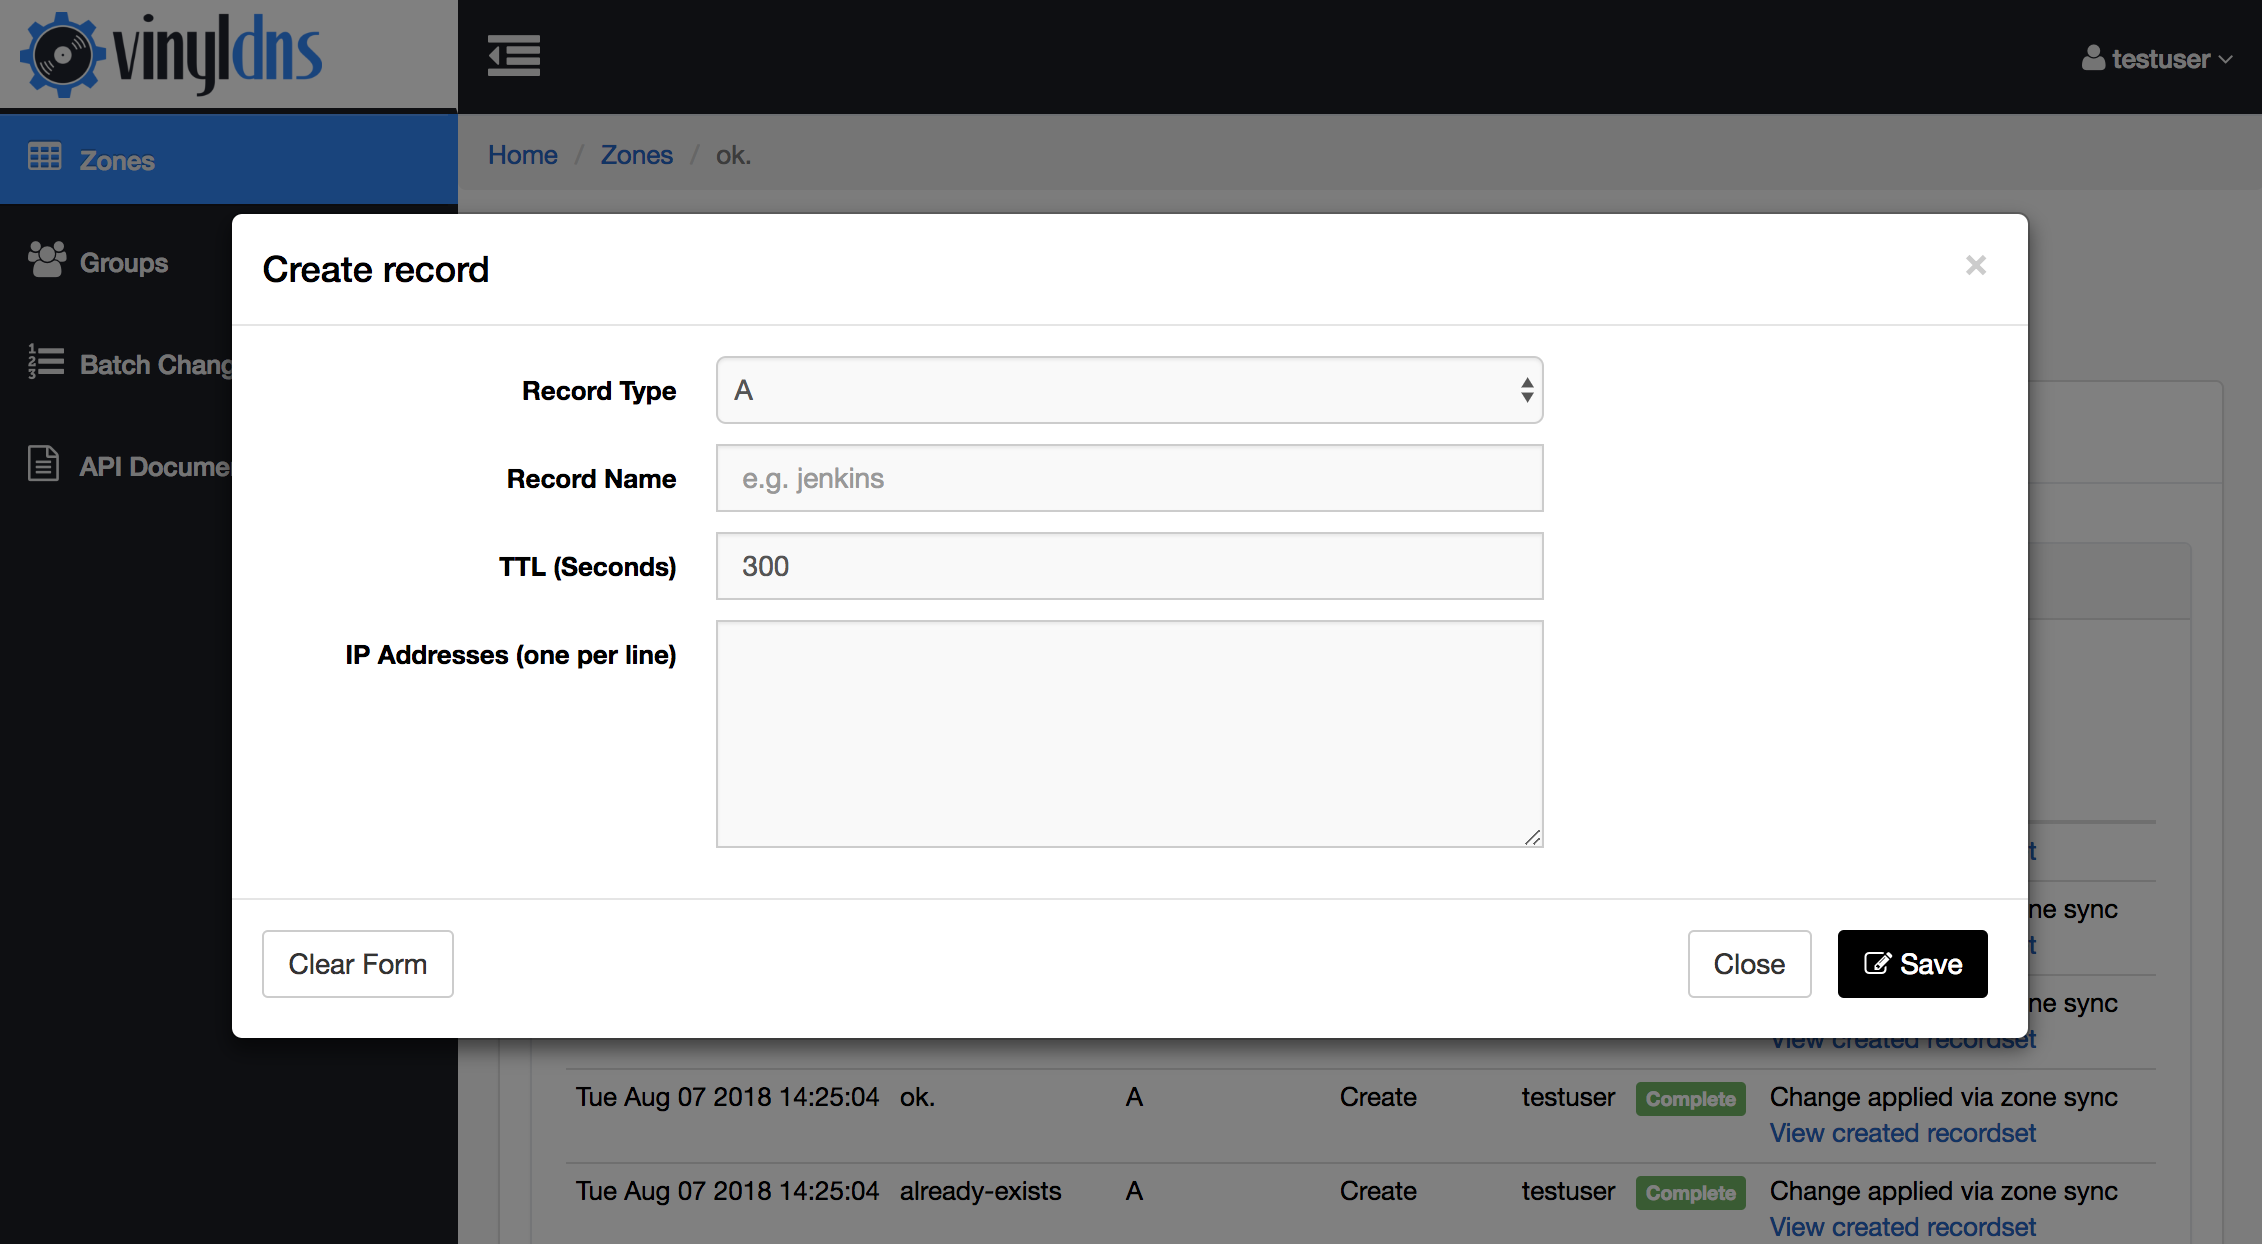 vinyldns
testuser
Zones
Home / Zones / ok.
Groups
Batch Chang
API Docume
Create record
×
Record Type
A
Record Name
e.g. jenkins
TTL (Seconds)
300
IP Addresses (one per line)
Clear Form
Close
Save
t
ne sync
t
ne sync
View created recordset
Tue Aug 07 2018 14:25:04 ok. A Create testuser Complete Change applied via zone sync
View created recordset
Tue Aug 07 2018 14:25:04 already-exists A Create testuser Complete Change applied via zone sync
View created recordset